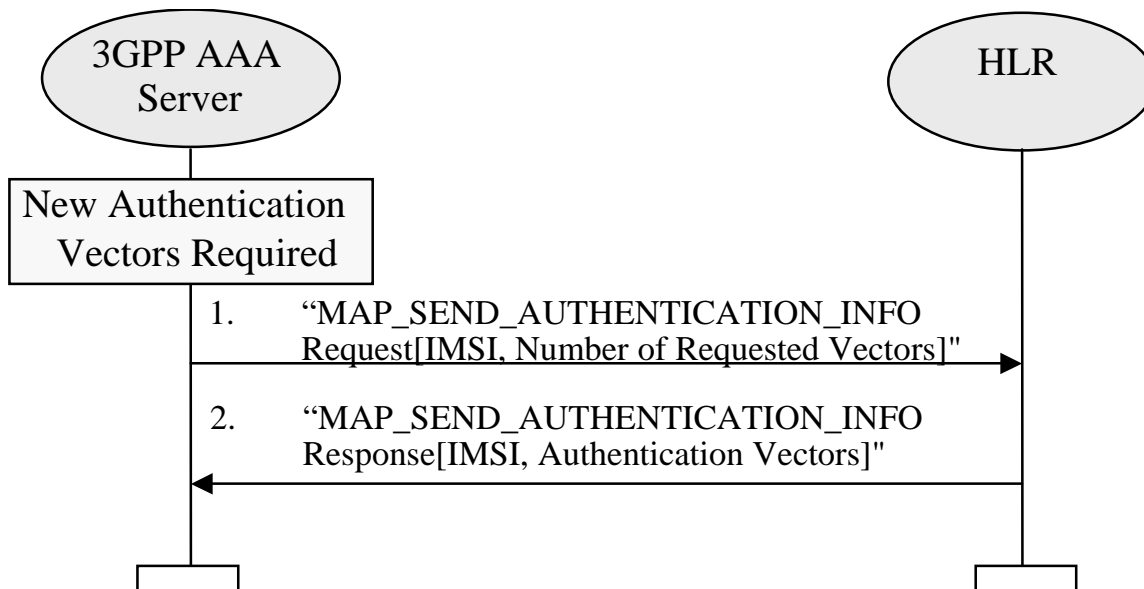 3GPP AAA
Server
HLR
New Authentication
Vectors Required
1. “MAP_SEND_AUTHENTICATION_INFO
Request[IMSI, Number of Requested Vectors]"
2. “MAP_SEND_AUTHENTICATION_INFO
Response[IMSI, Authentication Vectors]"